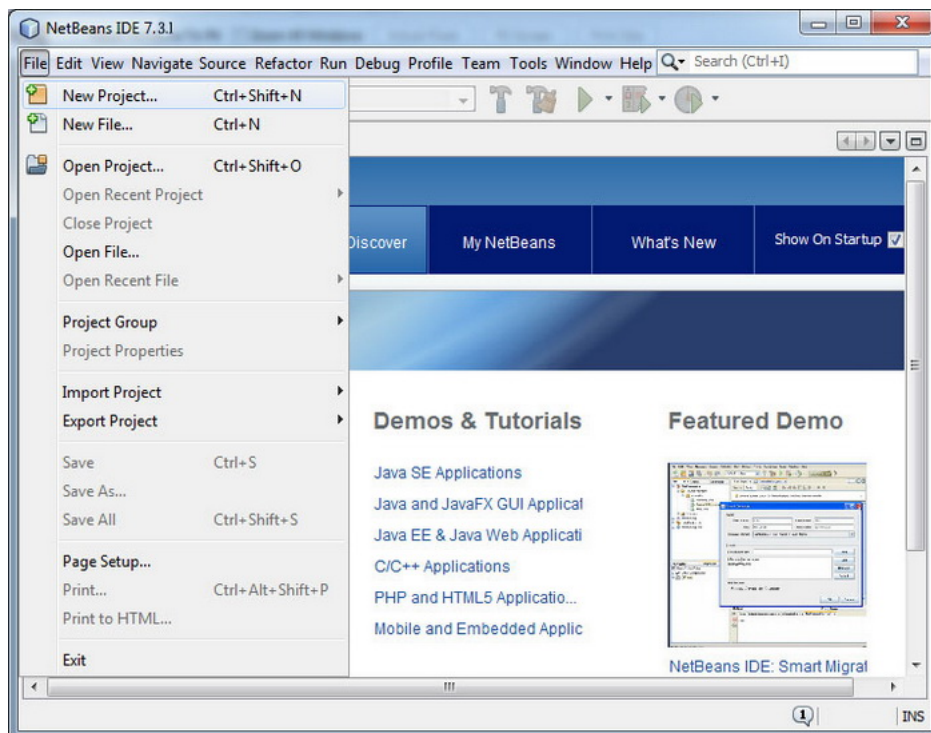 NetBeans IDE 7.3.1
File Edit View Navigate Source Refactor Run Debug Profile Team Tools Window Help Search (Ctrl+I)
New Project... Ctrl+Shift+N
New File... Ctrl+N
Open Project... Ctrl+Shift+O
Open Recent Project
Close Project
Open File...
Open Recent File
Project Group
Project Properties
Import Project
Export Project
Save Ctrl+S
Save As...
Save All Ctrl+Shift+S
Page Setup...
Print... Ctrl+Alt+Shift+P
Print to HTML...
Exit
Discover My NetBeans What's New Show On Startup
Demos & Tutorials
Java SE Applications
Java and JavaFX GUI Applicat
Java EE & Java Web Applicati
C/C++ Applications
PHP and HTML5 Applicatio...
Mobile and Embedded Applic
Featured Demo
NetBeans IDE: Smart Migrat
1 INS